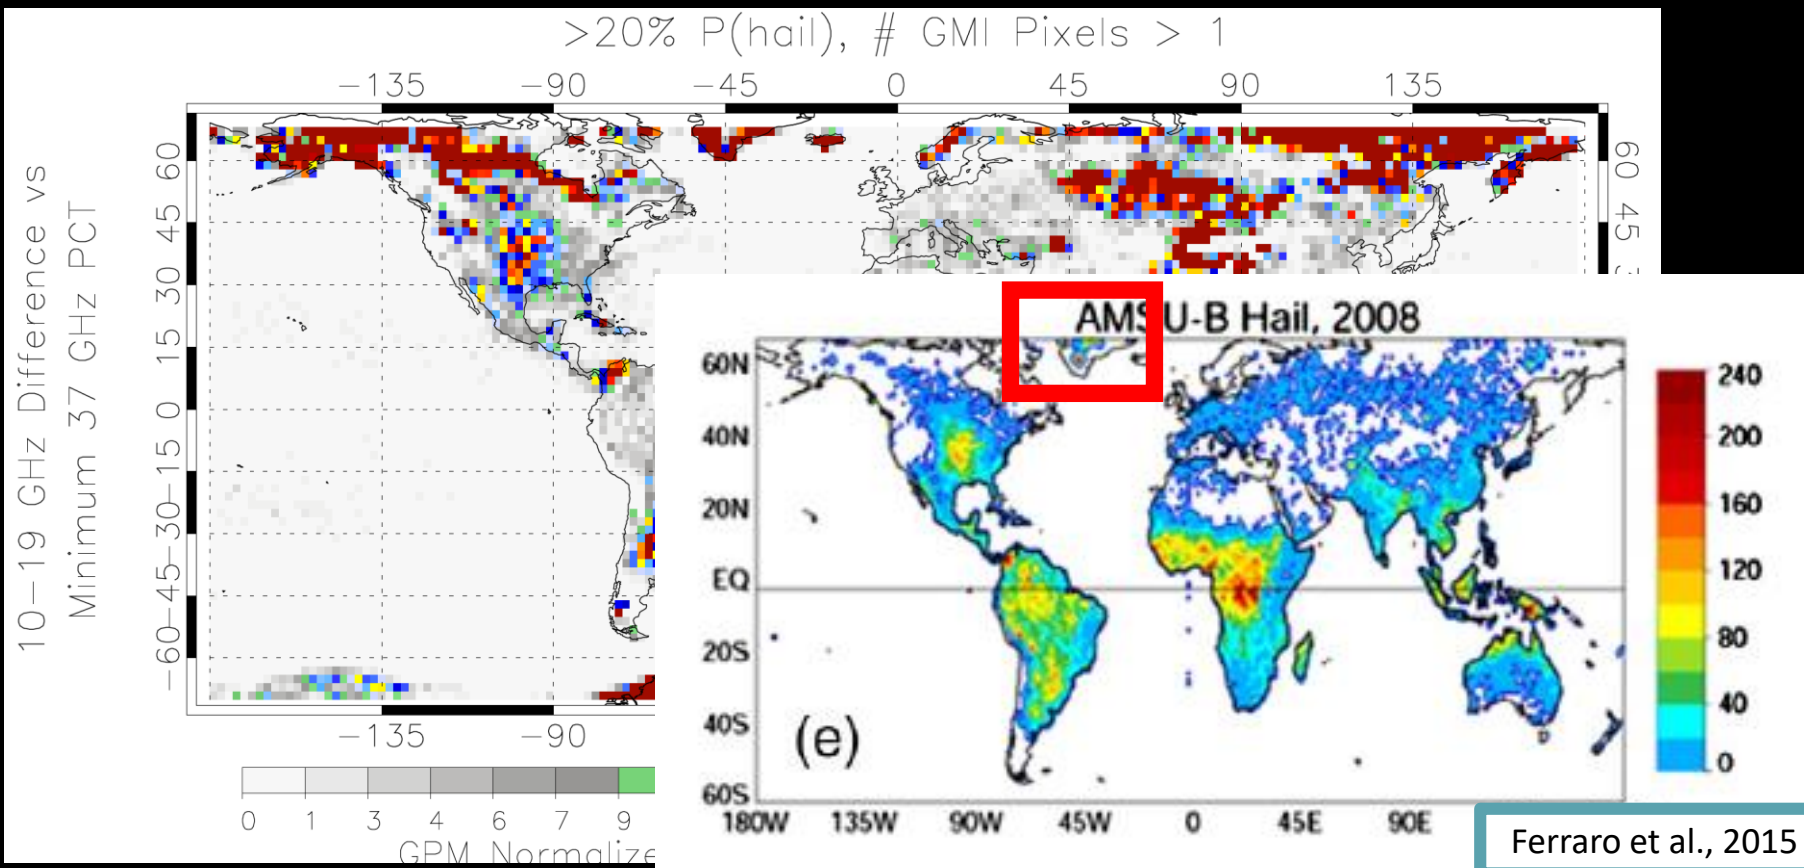 >20% P(hail), # GMI Pixels > 1
-135 -90 -45 0 45 90 135
10-19 GHz Difference vs
Minimum 37 GHz PCT
60
45
30
15
0
-15
-30
-45
-60
60
45
-135 -90
0 1 3 4 6 7 9
GPM Normalize
AMSU-B Hail, 2008
60N
40N
20N
EQ
20S
40S
60S
(e)
180W 135W 90W 45W 0 45E 90E
240
200
160
120
80
40
0
Ferraro et al., 2015